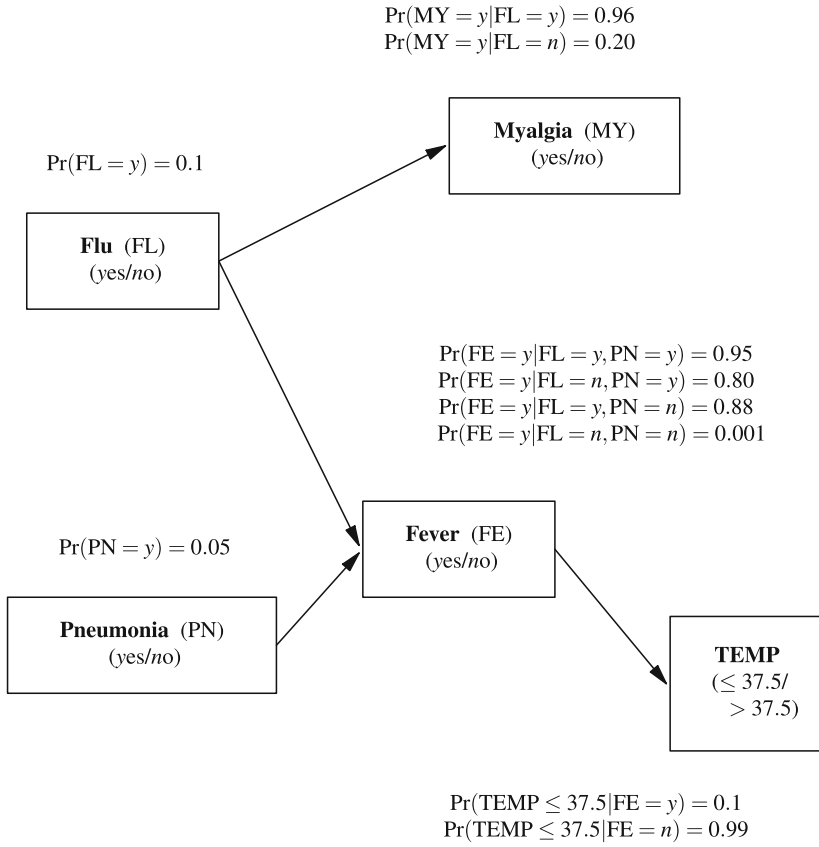 Pr(MY = y|FL = y) = 0.96
Pr(MY = y|FL = n) = 0.20
Myalgia (MY)
(yes/no)
Pr(FL = y) = 0.1
Flu (FL)
(yes/no)
Pr(FE = y|FL = y, PN = y) = 0.95
Pr(FE = y|FL = n, PN = y) = 0.80
Pr(FE = y|FL = y, PN = n) = 0.88
Pr(FE = y|FL = n, PN = n) = 0.001
Fever (FE)
(yes/no)
Pr(PN = y) = 0.05
Pneumonia (PN)
(yes/no)
TEMP
(≤ 37.5/
> 37.5)
Pr(TEMP ≤ 37.5|FE = y) = 0.1
Pr(TEMP ≤ 37.5|FE = n) = 0.99